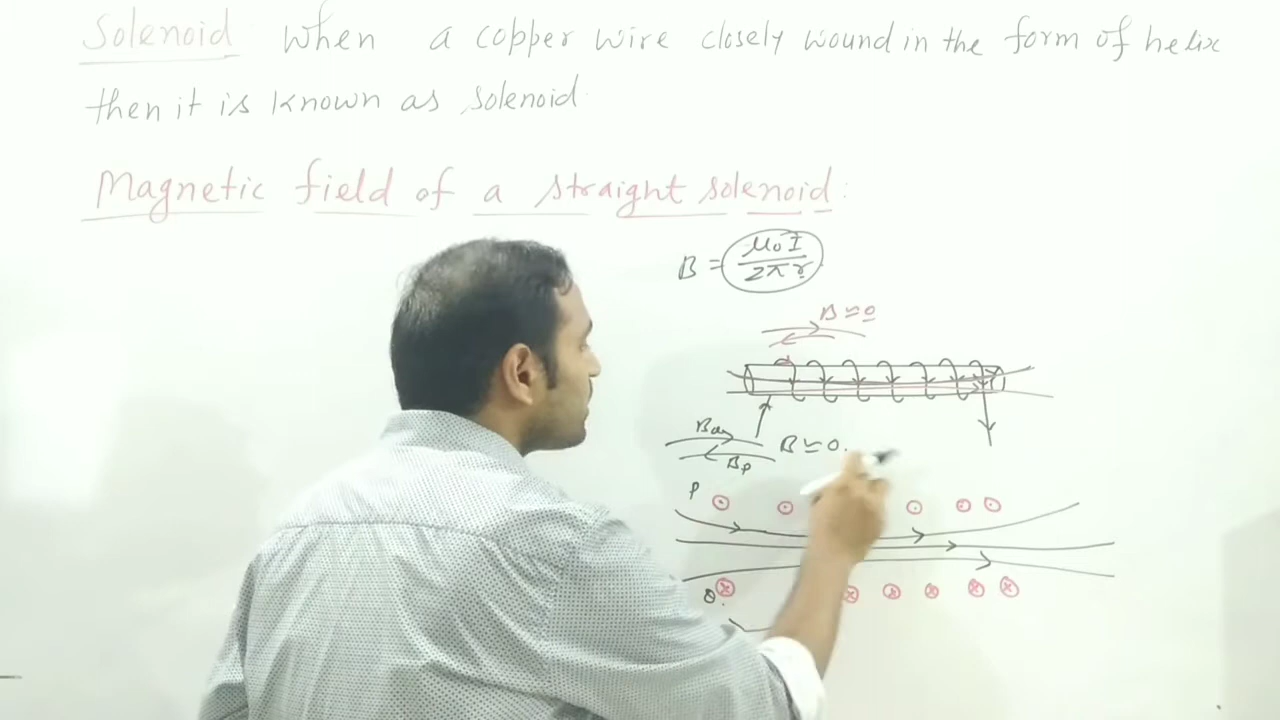 Solenoid when a copper wire closely wound in the form of helix
then it is known as solenoid.
Magnetic field of a straight solenoid:
B = μ₀I/2πr
B ≃ 0
B ≃ 0.
Bp
P
Q.